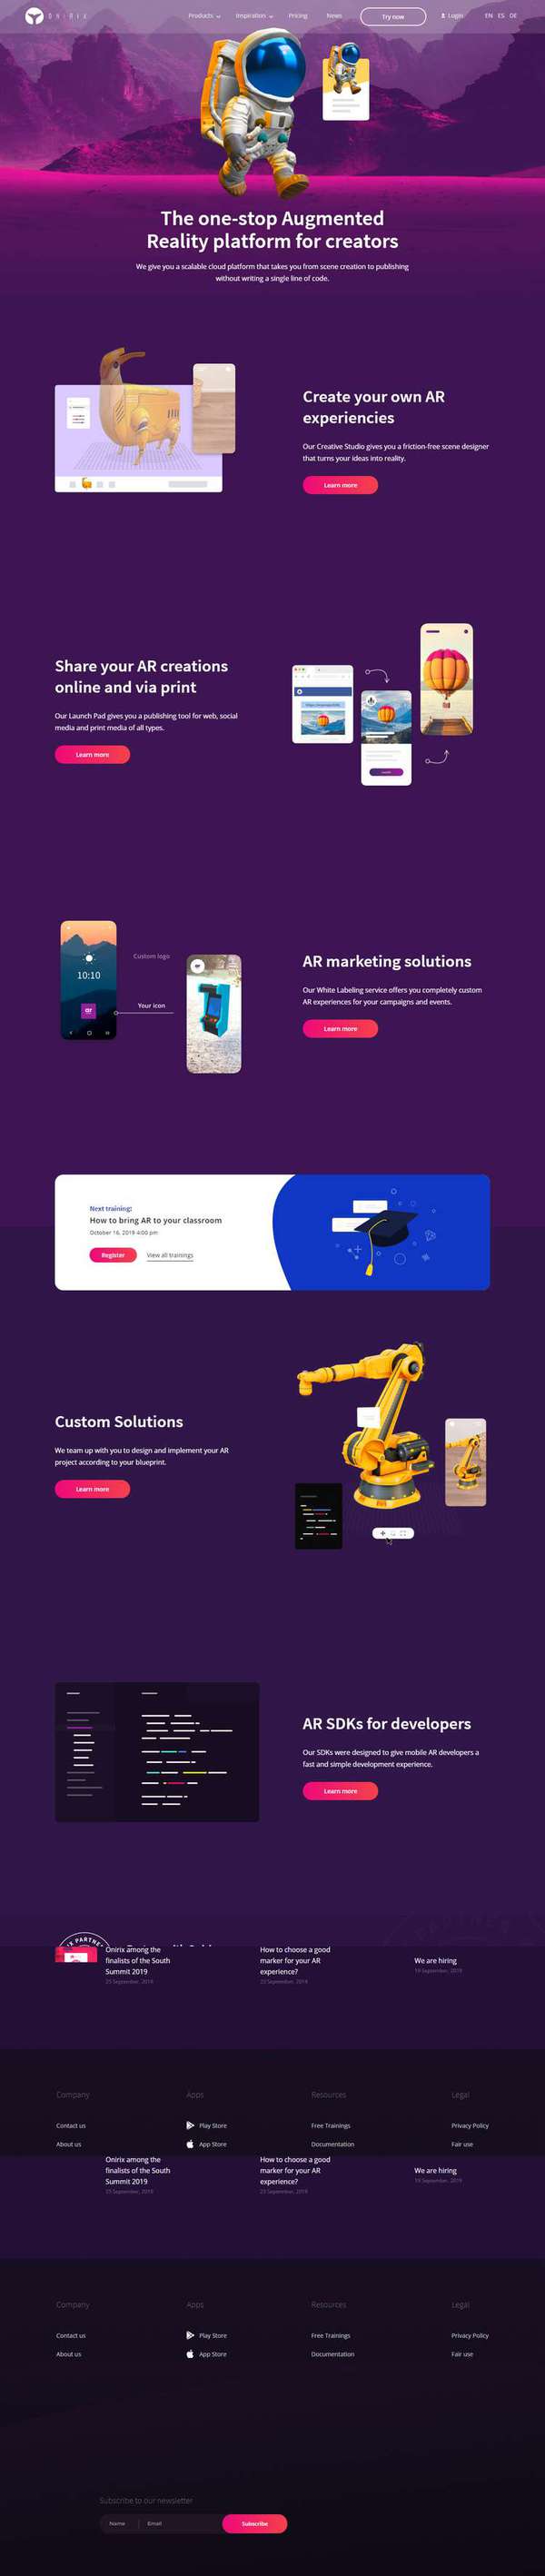 ONIRIX
Products
Inspiration
Pricing
News
Try now
Login
EN ES DE
The one-stop Augmented
Reality platform for creators
We give you a scalable cloud platform that takes you from scene creation to publishing
without writing a single line of code.
Create your own AR
experiencies
Our Creative Studio gives you a friction-free scene designer
that turns your ideas into reality.
Learn more
Share your AR creations
online and via print
Our Launch Pad gives you a publishing tool for web, social
media and print media of all types.
Learn more
Custom logo
10:10
ar
Your icon
AR marketing solutions
Our White Labeling service offers you completely custom
AR experiences for your campaigns and events.
Learn more
Next training:
How to bring AR to your classroom
October 16, 2019 4:00 pm
Register
View all trainings
Custom Solutions
We team up with you to design and implement your AR
project according to your blueprint.
Learn more
AR SDKs for developers
Our SDKs were designed to give mobile AR developers a
fast and simple development experience.
Learn more
Onirix among the
finalists of the South
Summit 2019
25 September, 2019
How to choose a good
marker for your AR
experience?
23 September, 2019
We are hiring
19 September, 2019
Company
Apps
Resources
Legal
Contact us
Play Store
Free Trainings
Privacy Policy
About us
App Store
Documentation
Fair use
Onirix among the
finalists of the South
Summit 2019
25 September, 2019
How to choose a good
marker for your AR
experience?
23 September, 2019
We are hiring
19 September, 2019
Company
Apps
Resources
Legal
Contact us
Play Store
Free Trainings
Privacy Policy
About us
App Store
Documentation
Fair use
Subscribe to our newsletter
Name
Email
Subscribe